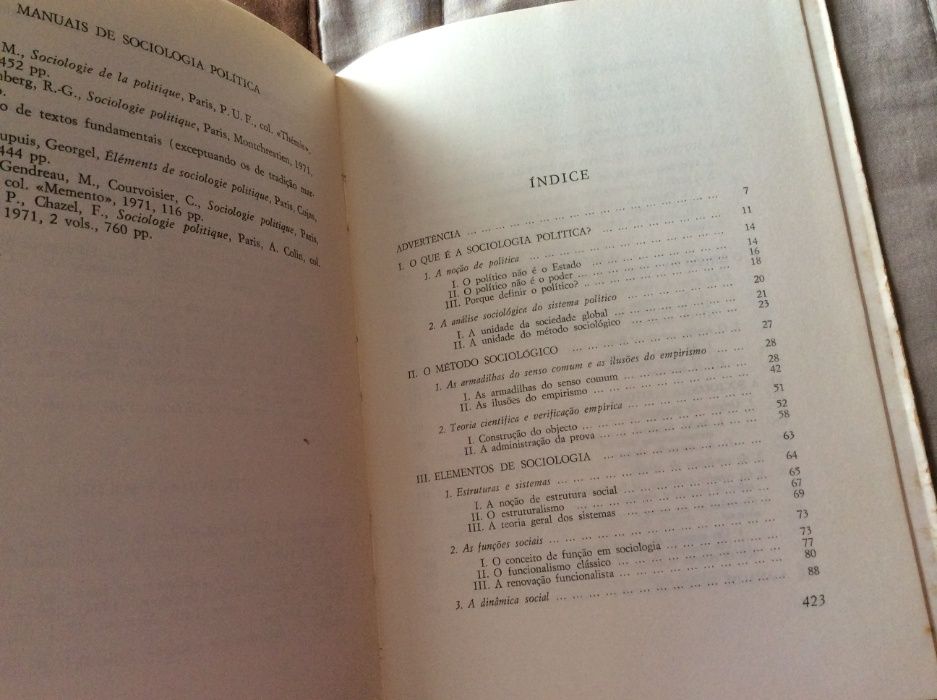 MANUAIS DE SOCIOLOGIA POLÍTICA
M., Sociologie de la politique, Paris, P. U. F., col. «Thémis»,
452 pp.
nberg, R.-G., Sociologie politique, Paris, Montchrestien, 1971,
o de textos fundamentais (exceptuando os de tradição mar-
upuis, Georgel, Éléments de sociologie politique, Paris, Cujas,
444 pp.
Gendreau, M., Courvoisier, C., Sociologie politique, Paris,
col. «Memento», 1971, 116 pp.
P., Chazel, F., Sociologie politique, Paris, A. Colin, col.
1971, 2 vols., 760 pp.
ÍNDICE
ADVERTÊNCIA ... 7
I. O QUE É A SOCIOLOGIA POLITICA? ... 11
1. A noção de política ... 14
I. O político não é o Estado ... 14
II. O político não é o poder ... 16
III. Porque definir o político? ... 18
2. A análise sociológica do sistema político ... 20
I. A unidade da sociedade global ... 21
II. A unidade do método sociológico ... 23
II. O MÉTODO SOCIOLÓGICO ... 27
1. As armadilhas do senso comum e as ilusões do empirismo ... 28
I. As armadilhas do senso comum ... 28
II. As ilusões do empirismo ... 42
2. Teoria científica e verificação empírica ... 51
I. Construção do objecto ... 52
II. A administração da prova ... 58
III. ELEMENTOS DE SOCIOLOGIA ... 63
1. Estruturas e sistemas ... 64
I. A noção de estrutura social ... 65
II. O estruturalismo ... 67
III. A teoria geral dos sistemas ... 69
2. As funções sociais ... 73
I. O conceito de função em sociologia ... 73
II. O funcionalismo clássico ... 77
III. A renovação funcionalista ... 80
3. A dinâmica social ... 88
423